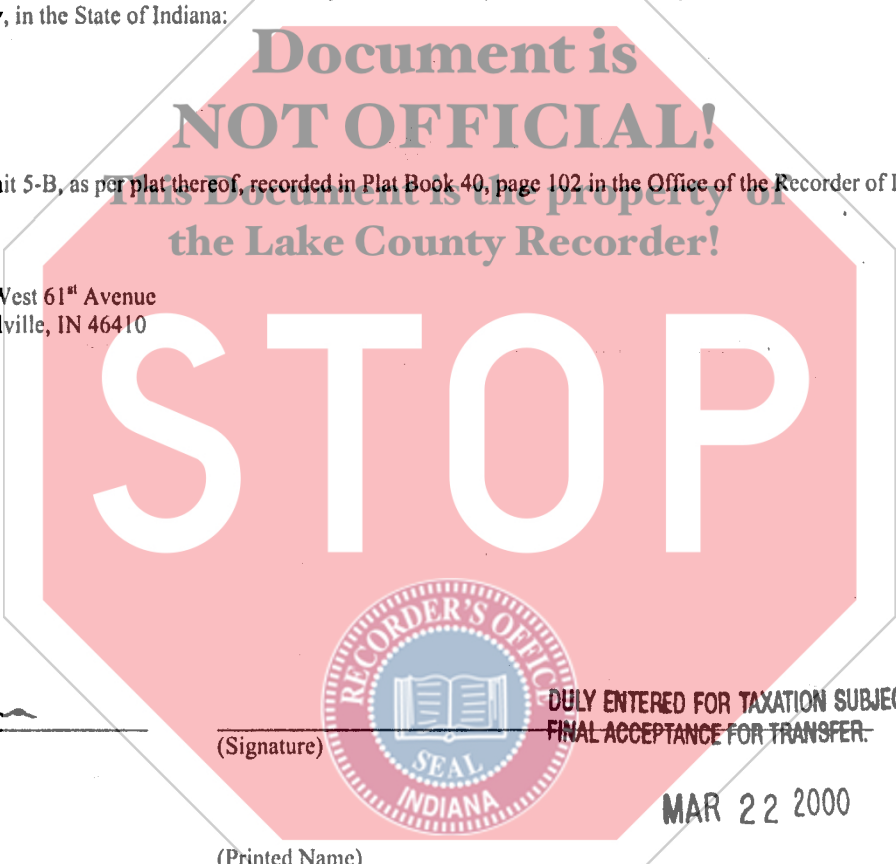 , in the State of Indiana:
Document is
NOT OFFICIAL!
it 5-B, as per plat thereof, recorded in Plat Book 40, page 102 in the Office of the Recorder of
This Document is the property of
the Lake County Recorder!
West 61st Avenue
ville, IN 46410
STOP
RECORDER'S OFFICE
SEAL
INDIANA
DULY ENTERED FOR TAXATION SUBJEC
FINAL ACCEPTANCE FOR TRANSFER.
(Signature)
MAR 22 2000
(Printed Name)